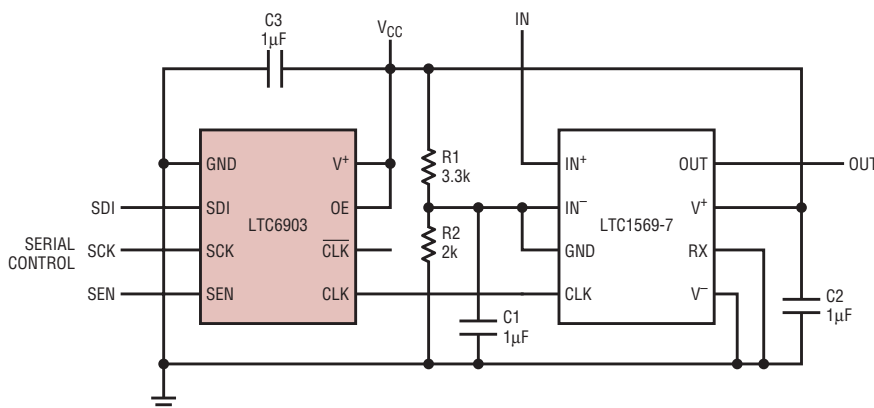 C3
1μF
VCC
IN
GND
SDI
SCK
SEN
LTC6903
V+
OE
CLK
CLK
SDI
SERIAL
CONTROL
SCK
SEN
R1
3.3k
R2
2k
C1
1μF
IN+
IN−
GND
CLK
LTC1569-7
OUT
V+
RX
V−
OUT
C2
1μF